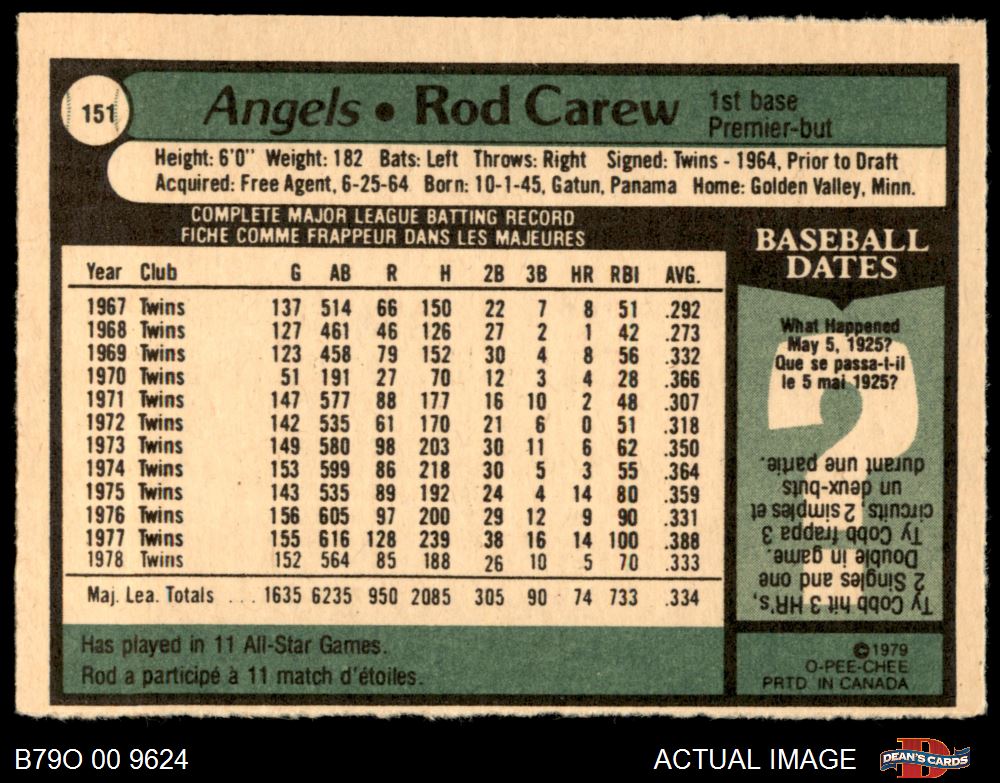 151
Angels • Rod Carew 1st base
Premier-but
Height: 6'0" Weight: 182 Bats: Left Throws: Right Signed: Twins - 1964, Prior to Draft
Acquired: Free Agent, 6-25-64 Born: 10-1-45, Gatun, Panama Home: Golden Valley, Minn.
COMPLETE MAJOR LEAGUE BATTING RECORD
FICHE COMME FRAPPEUR DANS LES MAJEURES
Year Club G AB R H 2B 3B HR RBI AVG.
1967 Twins 137 514 66 150 22 7 8 51 .292
1968 Twins 127 461 46 126 27 2 1 42 .273
1969 Twins 123 458 79 152 30 4 8 56 .332
1970 Twins 51 191 27 70 12 3 4 28 .366
1971 Twins 147 577 88 177 16 10 2 48 .307
1972 Twins 142 535 61 170 21 6 0 51 .318
1973 Twins 149 580 98 203 30 11 6 62 .350
1974 Twins 153 599 86 218 30 5 3 55 .364
1975 Twins 143 535 89 192 24 4 14 80 .359
1976 Twins 156 605 97 200 29 12 9 90 .331
1977 Twins 155 616 128 239 38 16 14 100 .388
1978 Twins 152 564 85 188 26 10 5 70 .333
Maj. Lea. Totals ... 1635 6235 950 2085 305 90 74 733 .334
Has played in 11 All-Star Games.
Rod a participé à 11 match d'étoiles.
BASEBALL
DATES
What Happened
May 5, 1925?
Que se passa-t-il
le 5 mai 1925?
Ty Cobb hit 3 HR's,
2 Singles and one
Double in game.
Ty Cobb frappa 3
circuits, 2 simples et
un deux-buts
durant une partie.
©1979
O-PEE-CHEE
PRTD IN CANADA
B79O 00 9624
ACTUAL IMAGE
DEAN'S CARDS